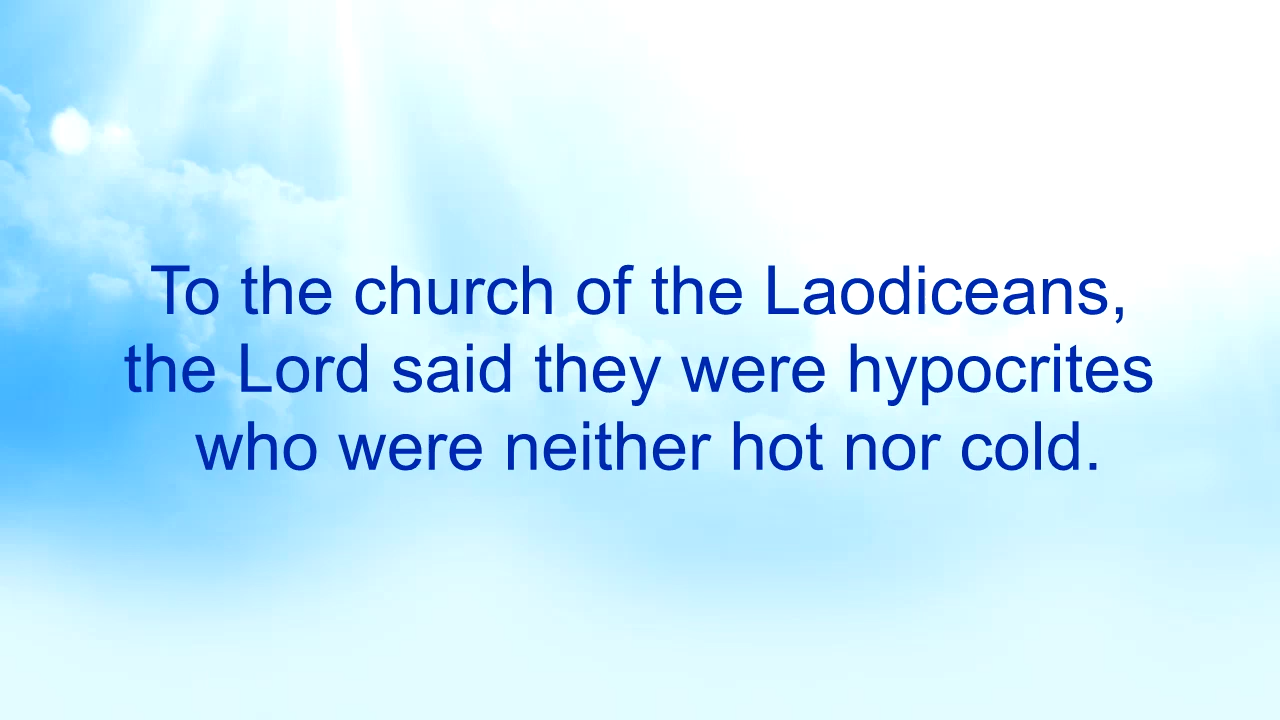 To the church of the Laodiceans,
the Lord said they were hypocrites
who were neither hot nor cold.